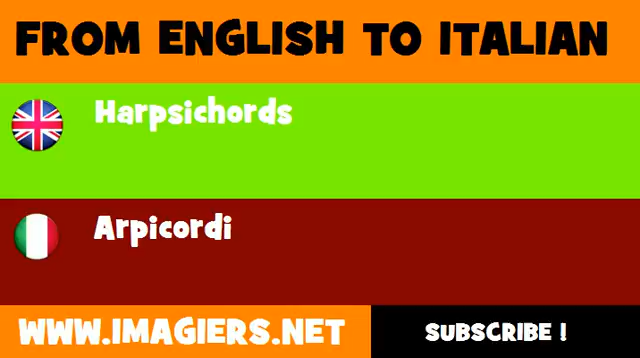 FROM ENGLISH TO ITALIAN
Harpsichords
Arpicordi
WWW.IMAGIERS.NET
SUBSCRIBE !